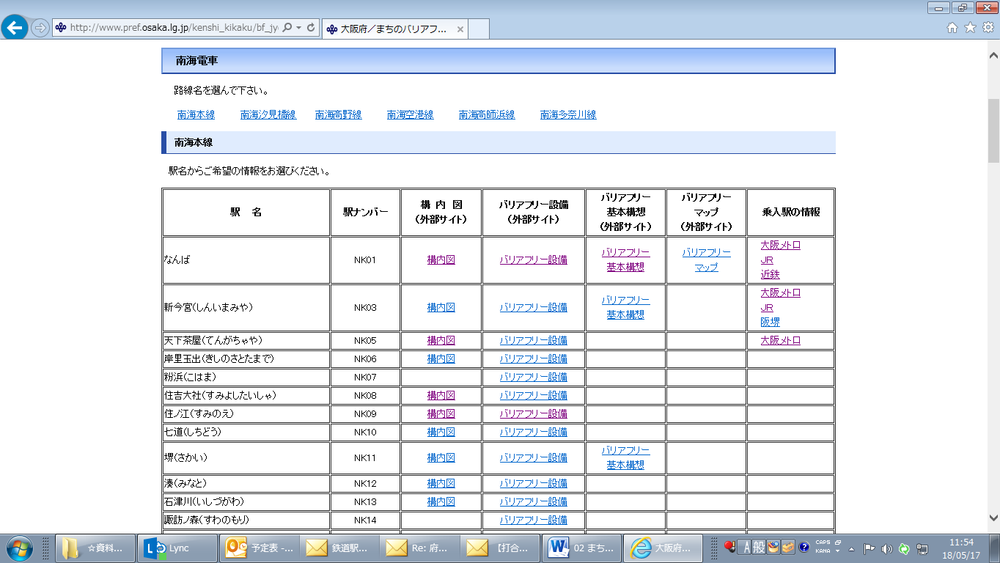 http://www.pref.osaka.lg.jp/kenshi_kikaku/bf_jy
大阪府／まちのバリアフ...
南海電車
路線名を選んで下さい。
南海本線 南海汐見橋線 南海高野線 南海空港線 南海高師浜線 南海多奈川線
南海本線
駅名からご希望の情報をお選びください。
駅 名 駅ナンバー 構 内 図 (外部サイト) バリアフリー設備 (外部サイト) バリアフリー 基本構想 (外部サイト) バリアフリー マップ (外部サイト) 乗入駅の情報
なんば NK01 構内図 バリアフリー設備 バリアフリー 基本構想 バリアフリー マップ 大阪メトロ JR 近鉄
新今宮(しんいまみや) NK03 構内図 バリアフリー設備 バリアフリー 基本構想 大阪メトロ JR 阪堺
天下茶屋(てんがちゃや) NK05 構内図 バリアフリー設備 大阪メトロ
岸里玉出(きしのさとたまで) NK06 構内図 バリアフリー設備
粉浜(こはま) NK07 バリアフリー設備
住吉大社(すみよしたいしゃ) NK08 構内図 バリアフリー設備
住ノ江(すみのえ) NK09 構内図 バリアフリー設備
七道(しちどう) NK10 構内図 バリアフリー設備
堺(さかい) NK11 構内図 バリアフリー設備 バリアフリー 基本構想
湊(みなと) NK12 構内図 バリアフリー設備
石津川(いしづがわ) NK13 構内図 バリアフリー設備
諏訪ノ森(すわのもり) NK14 バリアフリー設備
☆資料... Lync 予定表 -... 鉄道駅... Re: 府... 【打合... 02 まち... 大阪府... A 般 CAPS KANA 11:54
18/05/17